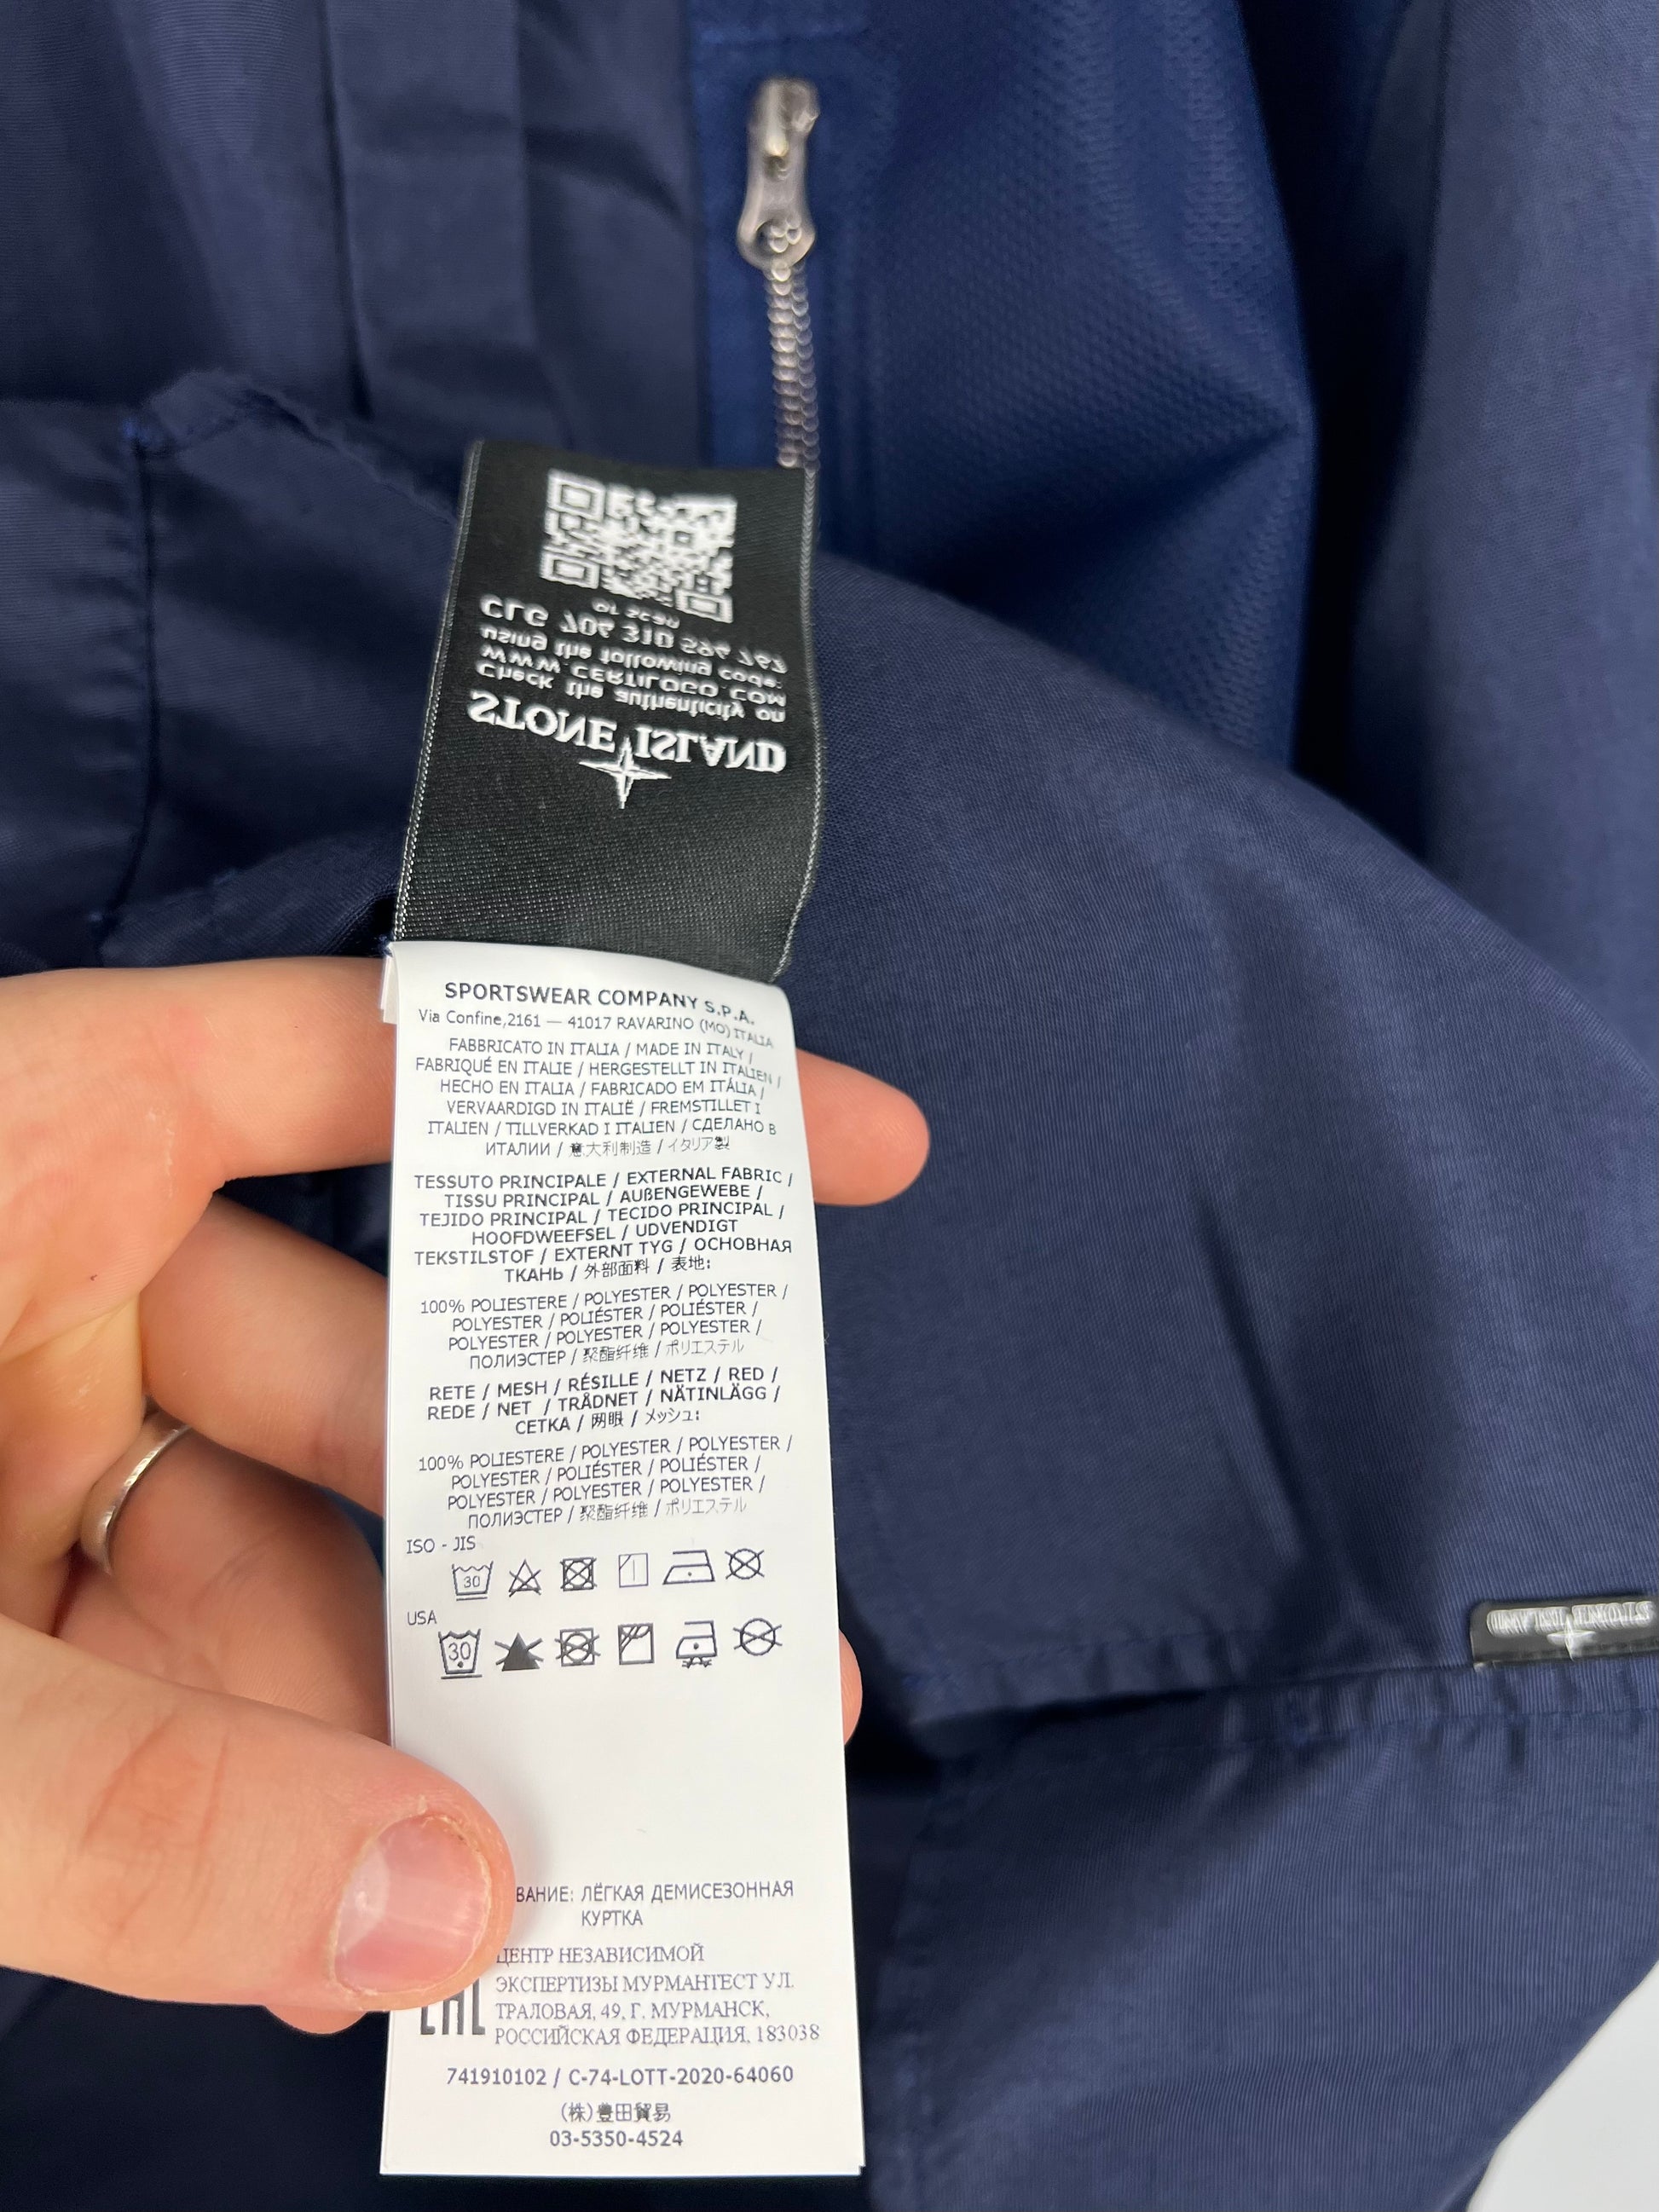 or scan
CLG 704 310 594 767
using the following code:
WWW.CERTILOGO.COM
Check the authenticity on
STONE ISLAND
SPORTSWEAR COMPANY S.P.A.
Via Confine,2161 — 41017 RAVARINO (MO) ITALIA
FABBRICATO IN ITALIA / MADE IN ITALY /
FABRIQUÉ EN ITALIE / HERGESTELLT IN ITALIEN /
HECHO EN ITALIA / FABRICADO EM ITÁLIA /
VERVAARDIGD IN ITALIË / FREMSTILLET I
ITALIEN / TILLVERKAD I ITALIEN / СДЕЛАНО В
ИТАЛИИ / 意大利制造 / イタリア製
TESSUTO PRINCIPALE / EXTERNAL FABRIC /
TISSU PRINCIPAL / AUßENGEWEBE /
TEJIDO PRINCIPAL / TECIDO PRINCIPAL /
HOOFDWEEFSEL / UDVENDIGT
TEKSTILSTOF / EXTERNT TYG / ОСНОВНАЯ
ТКАНЬ / 外部面料 / 表地:
100% POLIESTERE / POLYESTER / POLYESTER /
POLYESTER / POLIÉSTER / POLIÉSTER /
POLYESTER / POLYESTER / POLYESTER /
ПОЛИЭСТЕР / 聚酯纤维 / ポリエステル
RETE / MESH / RÉSILLE / NETZ / RED /
REDE / NET / TRÅDNET / NÄTINLÄGG /
СЕТКА / 网眼 / メッシュ:
100% POLIESTERE / POLYESTER / POLYESTER /
POLYESTER / POLIÉSTER / POLIÉSTER /
POLYESTER / POLYESTER / POLYESTER /
ПОЛИЭСТЕР / 聚酯纤维 / ポリエステル
ISO - JIS
30
USA
30
STONE ISLAND
ВАНИЕ: ЛЁГКАЯ ДЕМИСЕЗОННАЯ
КУРТКА
ЦЕНТР НЕЗАВИСИМОЙ
ЭКСПЕРТИЗЫ МУРМАНТЕСТ УЛ.
ТРАЛОВАЯ, 49, Г. МУРМАНСК,
РОССИЙСКАЯ ФЕДЕРАЦИЯ, 183038
EAC
741910102 / C-74-LOTT-2020-64060
(株)豊田貿易
03-5350-4524